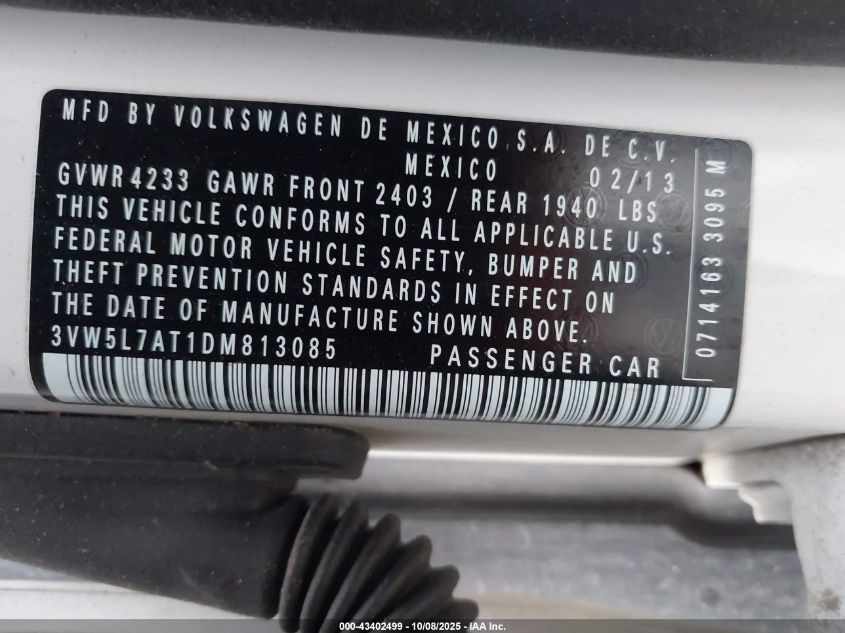 MFD BY VOLKSWAGEN DE MEXICO S.A. DE C.V.
MEXICO 02/13
GVWR 4233 GAWR FRONT 2403 / REAR 1940 LBS
THIS VEHICLE CONFORMS TO ALL APPLICABLE U.S.
FEDERAL MOTOR VEHICLE SAFETY, BUMPER AND
THEFT PREVENTION STANDARDS IN EFFECT ON
THE DATE OF MANUFACTURE SHOWN ABOVE.
3VW5L7AT1DM813085 PASSENGER CAR
0714163 3095 M
000-43402499 - 10/08/2025 - IAA Inc.